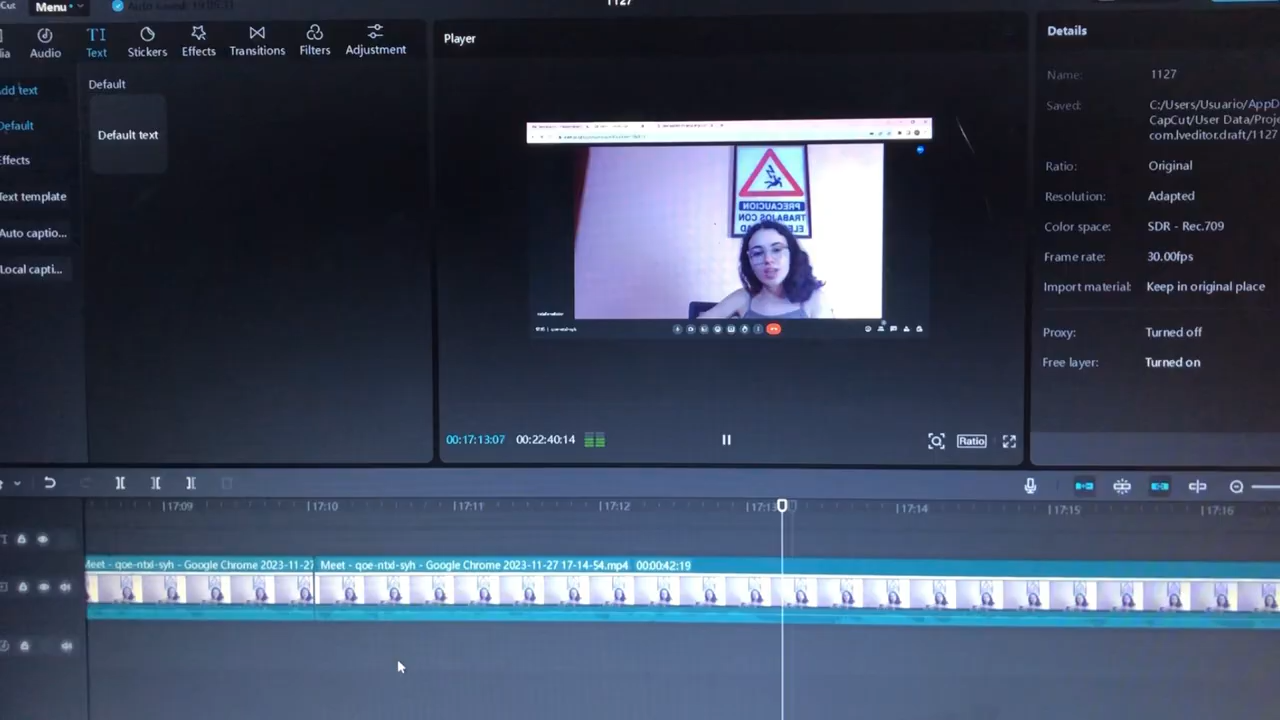 Cut
Menu
Auto saved: 19:05:31
1127
Audio
Text
Stickers
Effects
Transitions
Filters
Adjustment
Add text
Default
Effects
Text template
Auto captio...
Local capti...
Default
Default text
Player
PRECAUCION
TRABAJOS CON
00:17:13:07
00:22:40:14
Ratio
Details
Name: 1127
Saved: C:/Users/Usuario/AppD
CapCut/User Data/Proje
com.lveditor.draft/1127
Ratio: Original
Resolution: Adapted
Color space: SDR - Rec.709
Frame rate: 30.00fps
Import material: Keep in original place
Proxy: Turned off
Free layer: Turned on
17:09
17:10
17:11
17:12
17:13
17:14
17:15
17:16
Meet - qoe-ntxl-syh - Google Chrome 2023-11-27
Meet - qoe-ntxl-syh - Google Chrome 2023-11-27 17-14-54.mp4 00:00:42:19